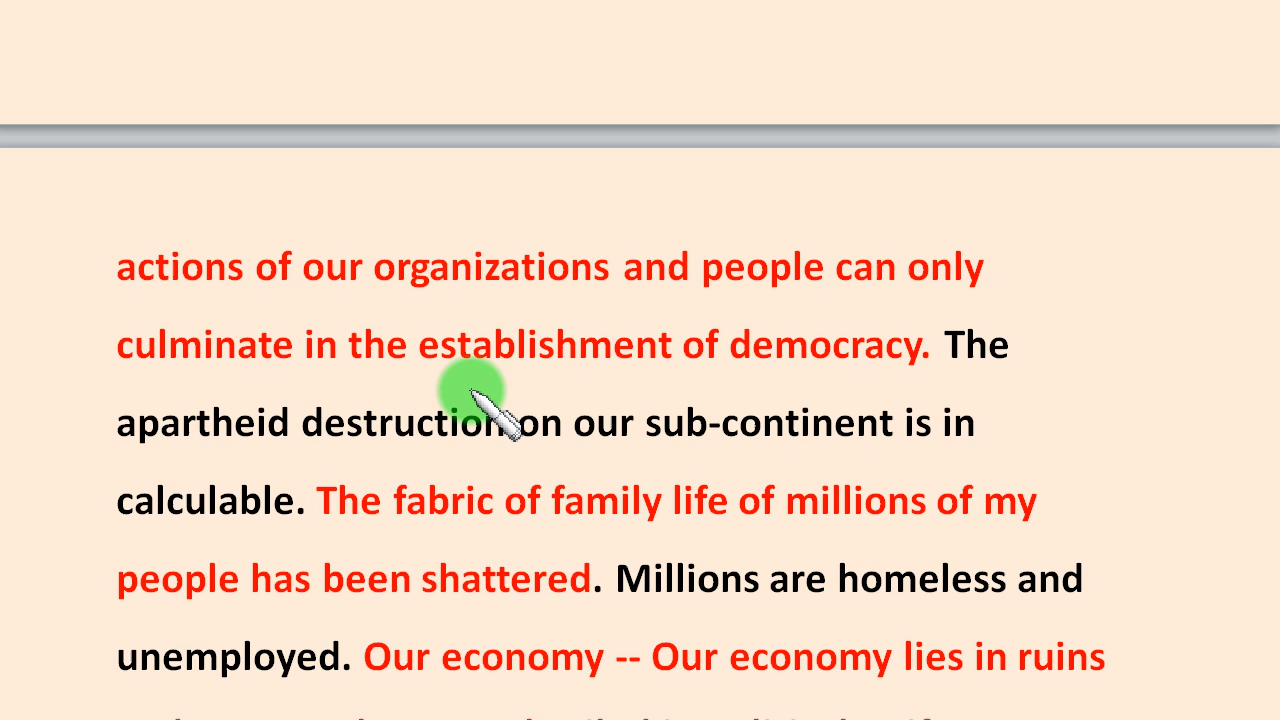 actions of our organizations and people can only
culminate in the establishment of democracy. The
apartheid destruction on our sub-continent is in
calculable. The fabric of family life of millions of my
people has been shattered. Millions are homeless and
unemployed. Our economy -- Our economy lies in ruins